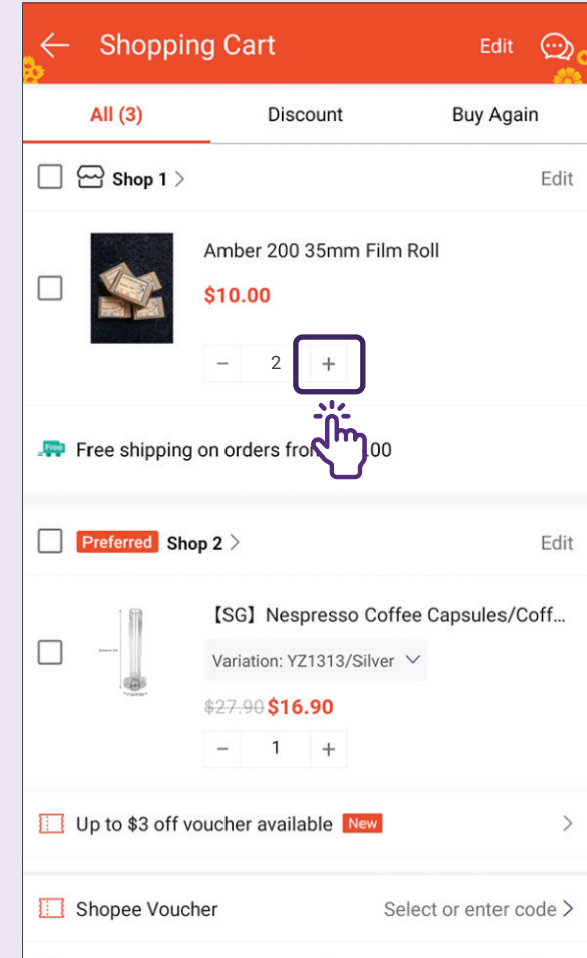 Shopping Cart Edit
All (3) Discount Buy Again
Shop 1 > Edit
Amber 200 35mm Film Roll
$10.00
− 2 +
Free
Free shipping on orders from 00
Preferred Shop 2 > Edit
【SG】Nespresso Coffee Capsules/Coff...
Variation: YZ1313/Silver
$27.90 $16.90
− 1 +
Up to $3 off voucher available New >
Shopee Voucher Select or enter code >